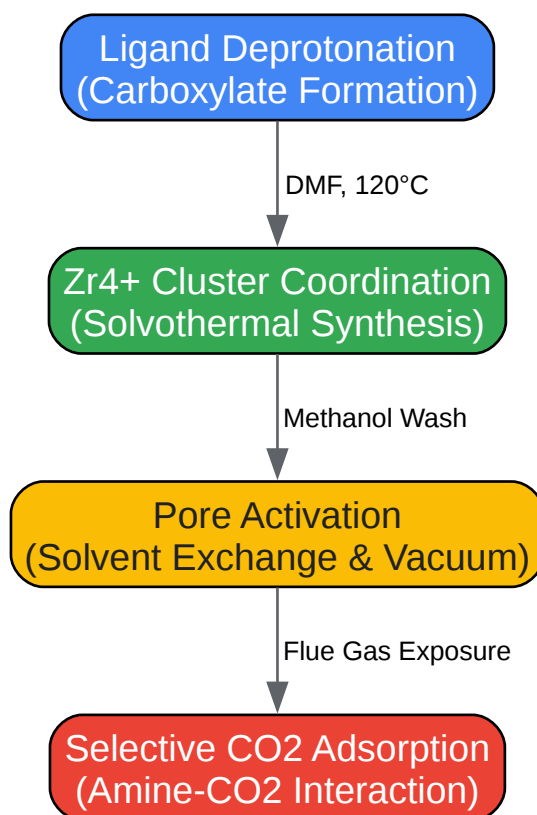 Ligand Deprotonation
(Carboxylate Formation)
DMF, 120°C
Zr4+ Cluster Coordination
(Solvothermal Synthesis)
Methanol Wash
Pore Activation
(Solvent Exchange & Vacuum)
Flue Gas Exposure
Selective CO2 Adsorption
(Amine-CO2 Interaction)